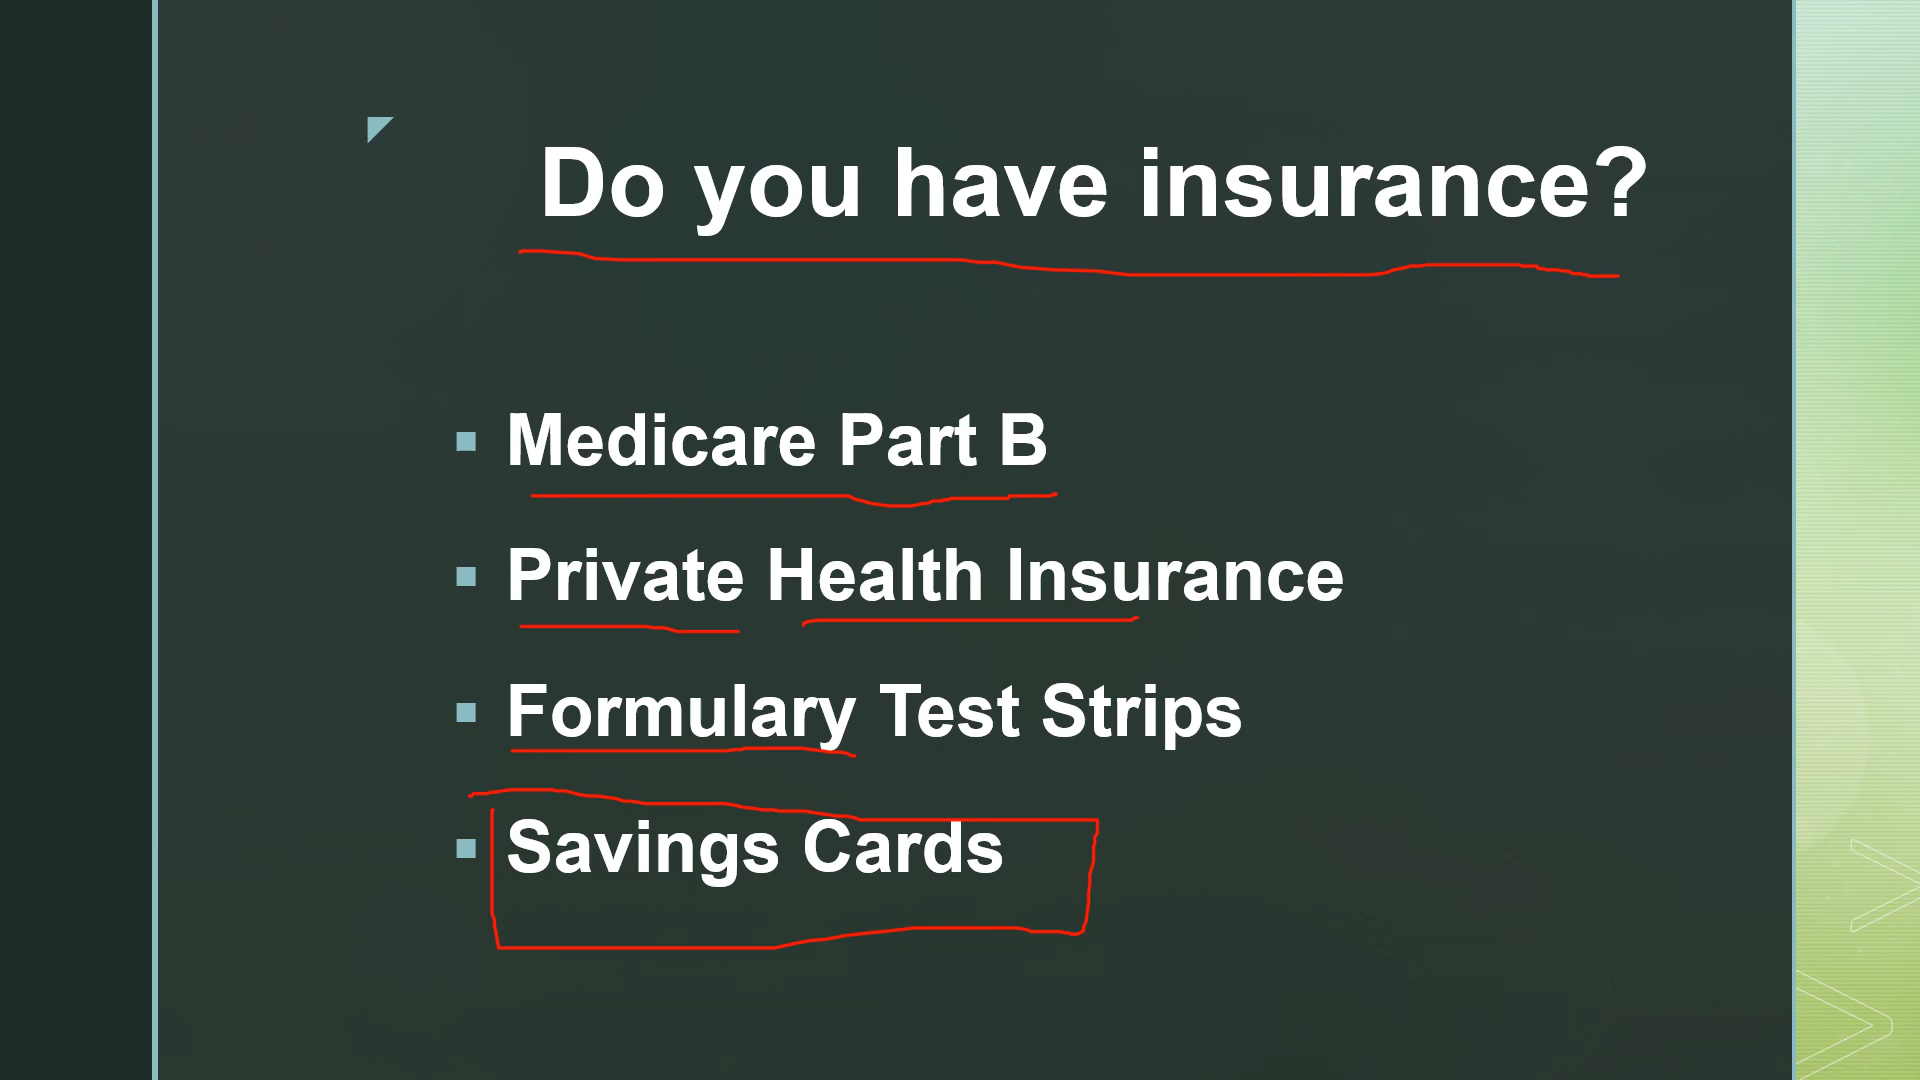 Do you have insurance?
Medicare Part B
Private Health Insurance
Formulary Test Strips
Savings Cards